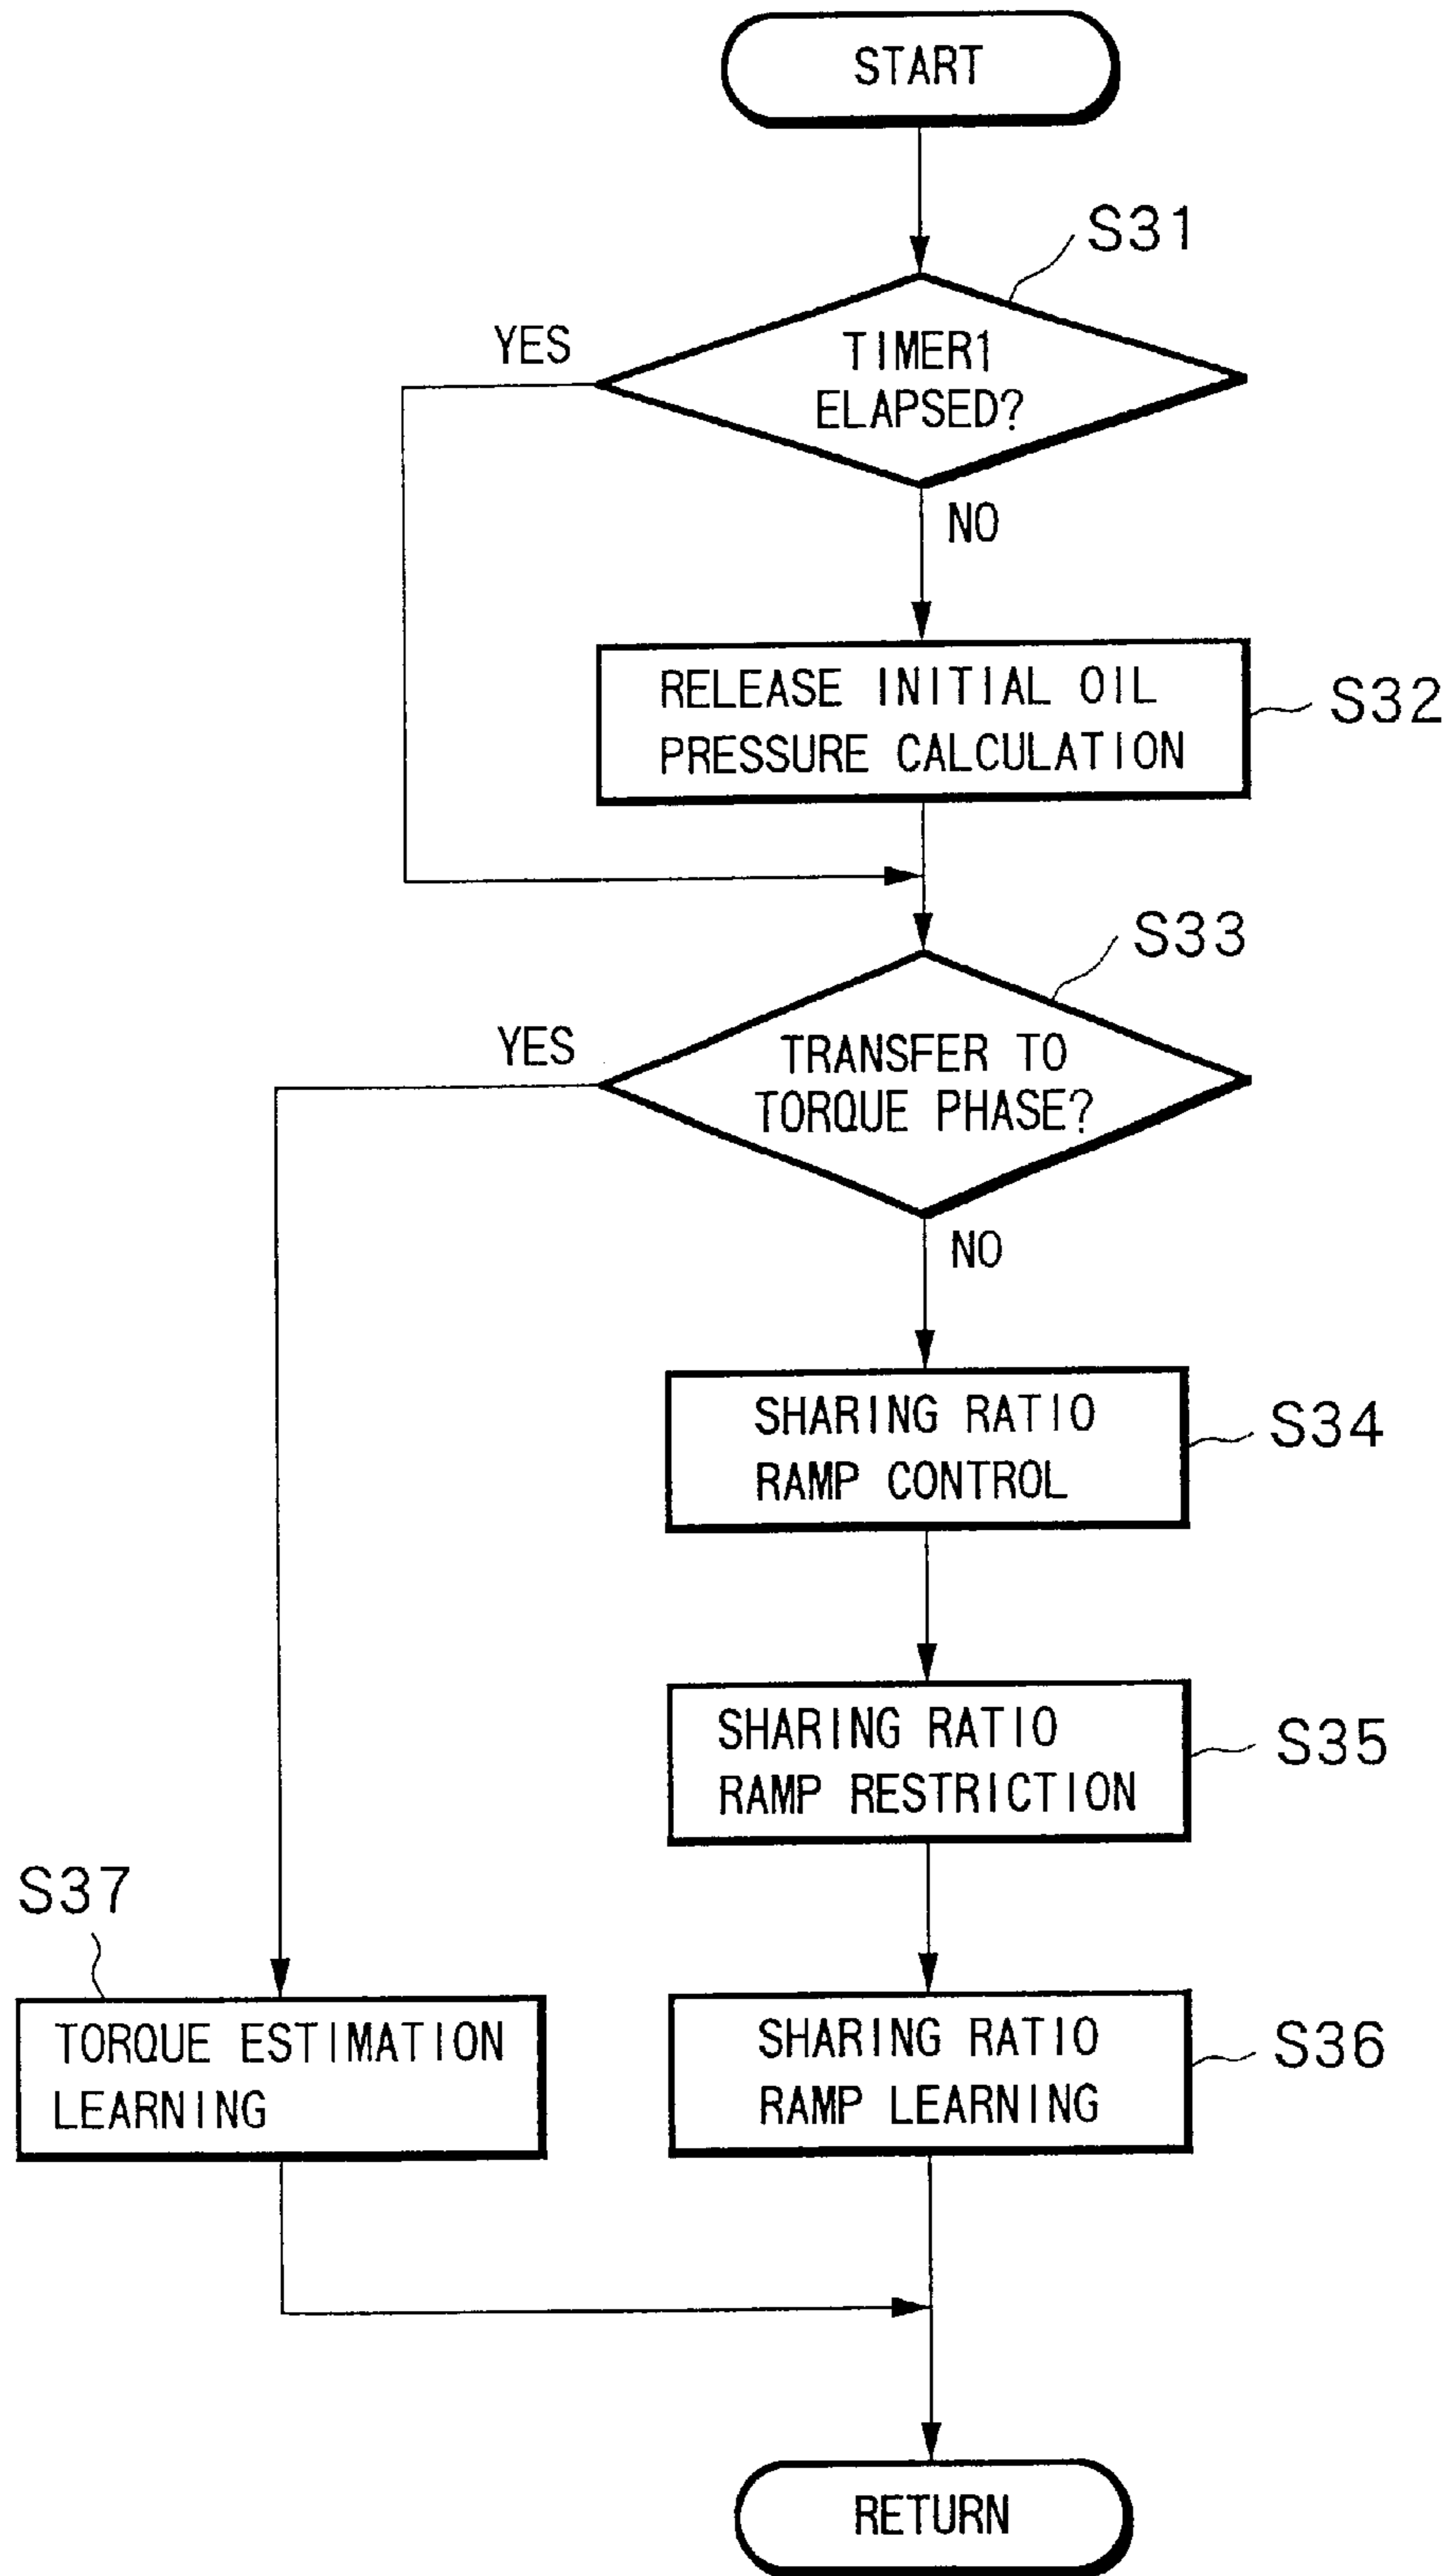 START
S31
YES
TIMER1
ELAPSED?
NO
RELEASE INITIAL OIL
PRESSURE CALCULATION
S32
S33
YES
TRANSFER TO
TORQUE PHASE?
NO
SHARING RATIO
RAMP CONTROL
S34
SHARING RATIO
RAMP RESTRICTION
S35
S37
TORQUE ESTIMATION
LEARNING
SHARING RATIO
RAMP LEARNING
S36
RETURN